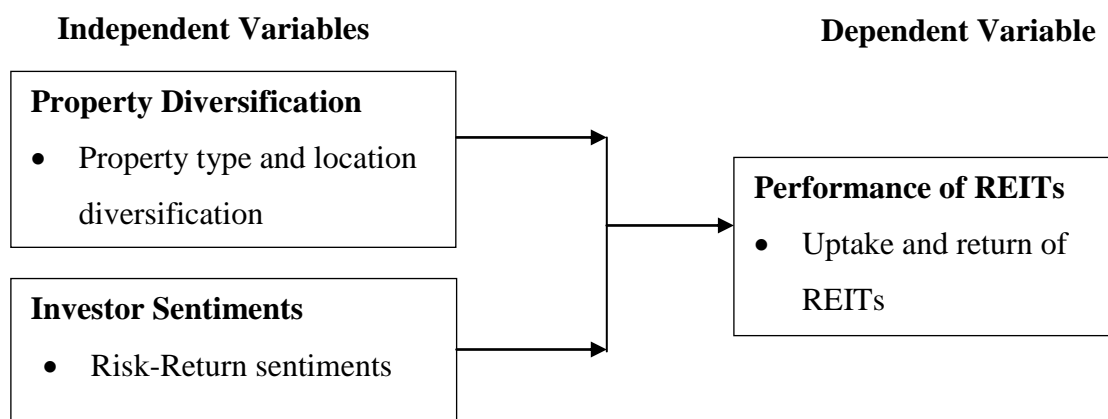 Independent Variables
Dependent Variable
Property Diversification
• Property type and location
diversification
Investor Sentiments
• Risk-Return sentiments
Performance of REITs
• Uptake and return of
REITs